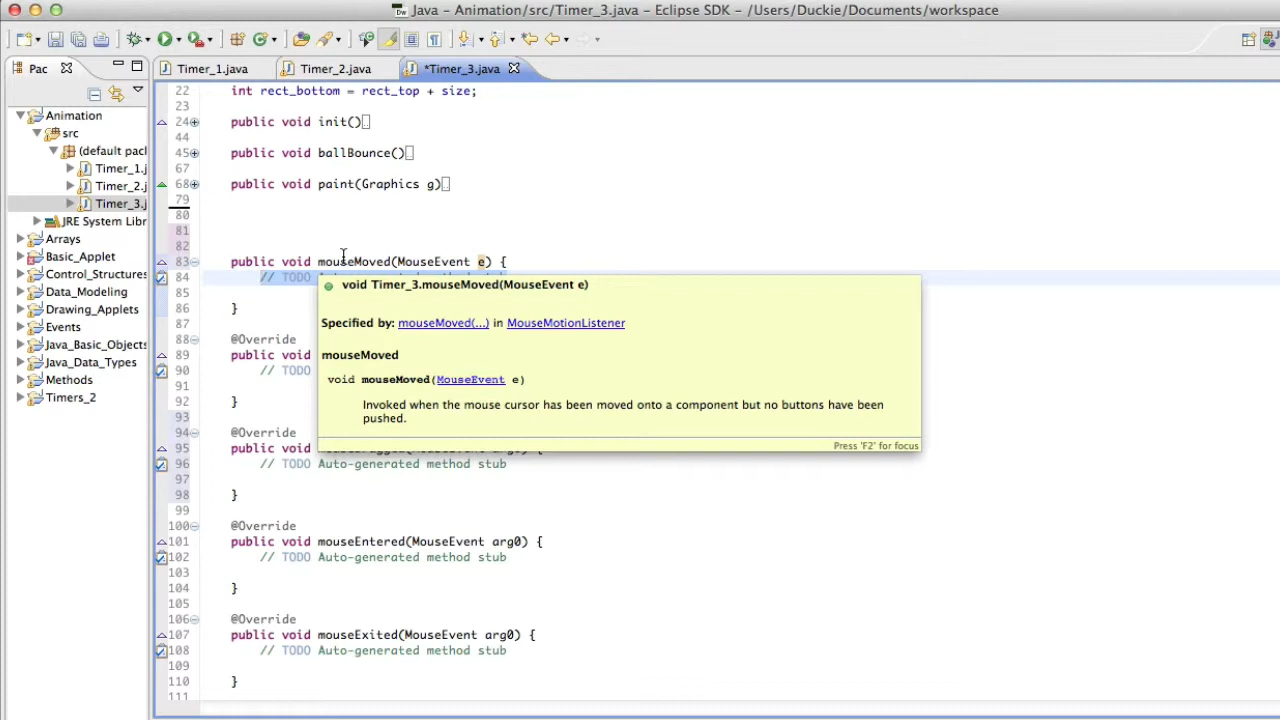 Java - Animation/src/Timer_3.java - Eclipse SDK - /Users/Duckie/Documents/workspace
Pac
Timer_1.java
Timer_2.java
*Timer_3.java
Animation
src
(default pac
Timer_1.j
Timer_2.j
Timer_3.j
JRE System Libr
Arrays
Basic_Applet
Control_Structures
Data_Modeling
Drawing_Applets
Events
Java_Basic_Objects
Java_Data_Types
Methods
Timers_2
22 int rect_bottom = rect_top + size;
23
24 public void init()
44
45 public void ballBounce()
67
68 public void paint(Graphics g)
79
80
81
82
83 public void mouseMoved(MouseEvent e) {
84 // TODO
85
86 }
87
88 @Override
89 public void
90 // TODO
91
92 }
93
94 @Override
95 public void
96 // TODO Auto-generated method stub
97
98 }
99
100 @Override
101 public void mouseEntered(MouseEvent arg0) {
102 // TODO Auto-generated method stub
103
104 }
105
106 @Override
107 public void mouseExited(MouseEvent arg0) {
108 // TODO Auto-generated method stub
109
110 }
111
void Timer_3.mouseMoved(MouseEvent e)
Specified by: mouseMoved(...) in MouseMotionListener
mouseMoved
void mouseMoved(MouseEvent e)
Invoked when the mouse cursor has been moved onto a component but no buttons have been
pushed.
Press 'F2' for focus